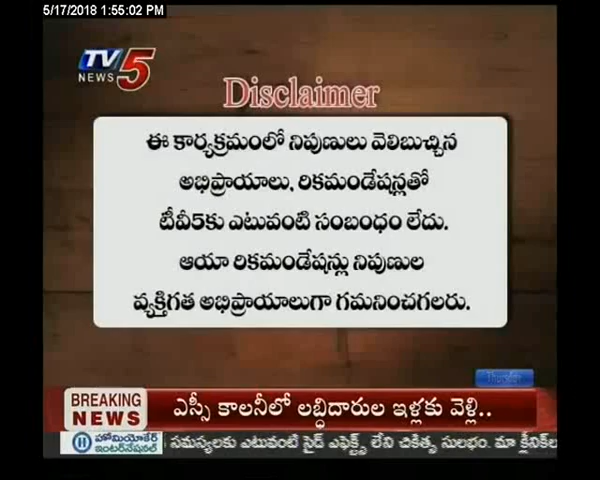 5/17/2018 1:55:02 PM
TV5
NEWS
Disclaimer
ఈ కార్యక్రమంలో నిపుణులు వెలిబుచ్చిన
అభిప్రాయాలు, రికమండేషన్లతో
టీవీ5కు ఎటువంటి సంబంధం లేదు.
ఆయా రికమండేషన్లు నిపుణుల
వ్యక్తిగత అభిప్రాయాలుగా గమనించగలరు.
BREAKING
NEWS
ఎస్సీ కాలనీలో లబ్ధిదారుల ఇళ్లకు వెళ్లి..
హోమియోకేర్
ఇంటర్నేషనల్
సమస్యలకు ఎటువంటి సైడ్ ఎఫెక్ట్స్ లేని చికిత్స సులభం. మా క్లినిక్‌ల